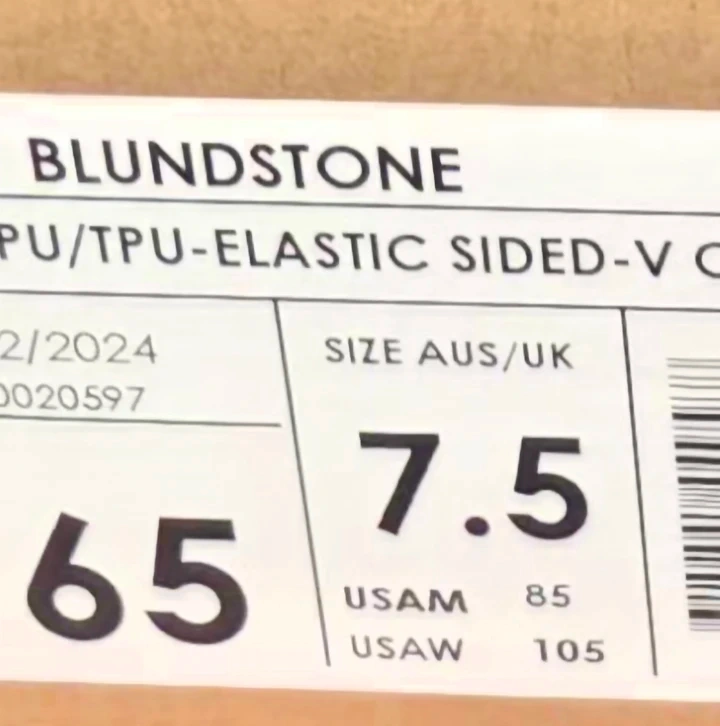 BLUNDSTONE
PU/TPU-ELASTIC SIDED-V
2/2024
0020597
65
SIZE AUS/UK
7.5
USAM 85
USAW 105